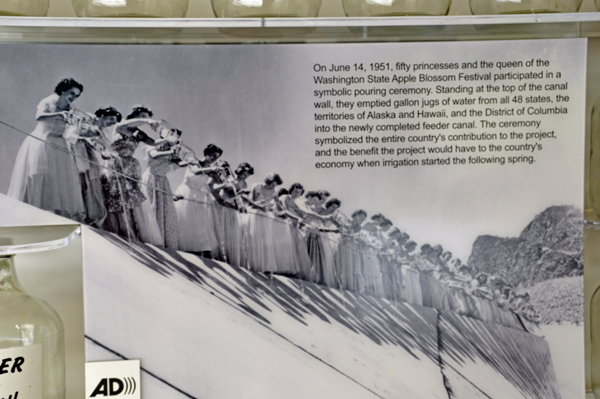 On June 14, 1951, fifty princesses and the queen of the
Washington State Apple Blossom Festival participated in a
symbolic pouring ceremony. Standing at the top of the canal
wall, they emptied gallon jugs of water from all 48 states, the
territories of Alaska and Hawaii, and the District of Columbia
into the newly completed feeder canal. The ceremony
symbolized the entire country's contribution to the project,
and the benefit the project would have to the country's
economy when irrigation started the following spring.
ER
AD)))